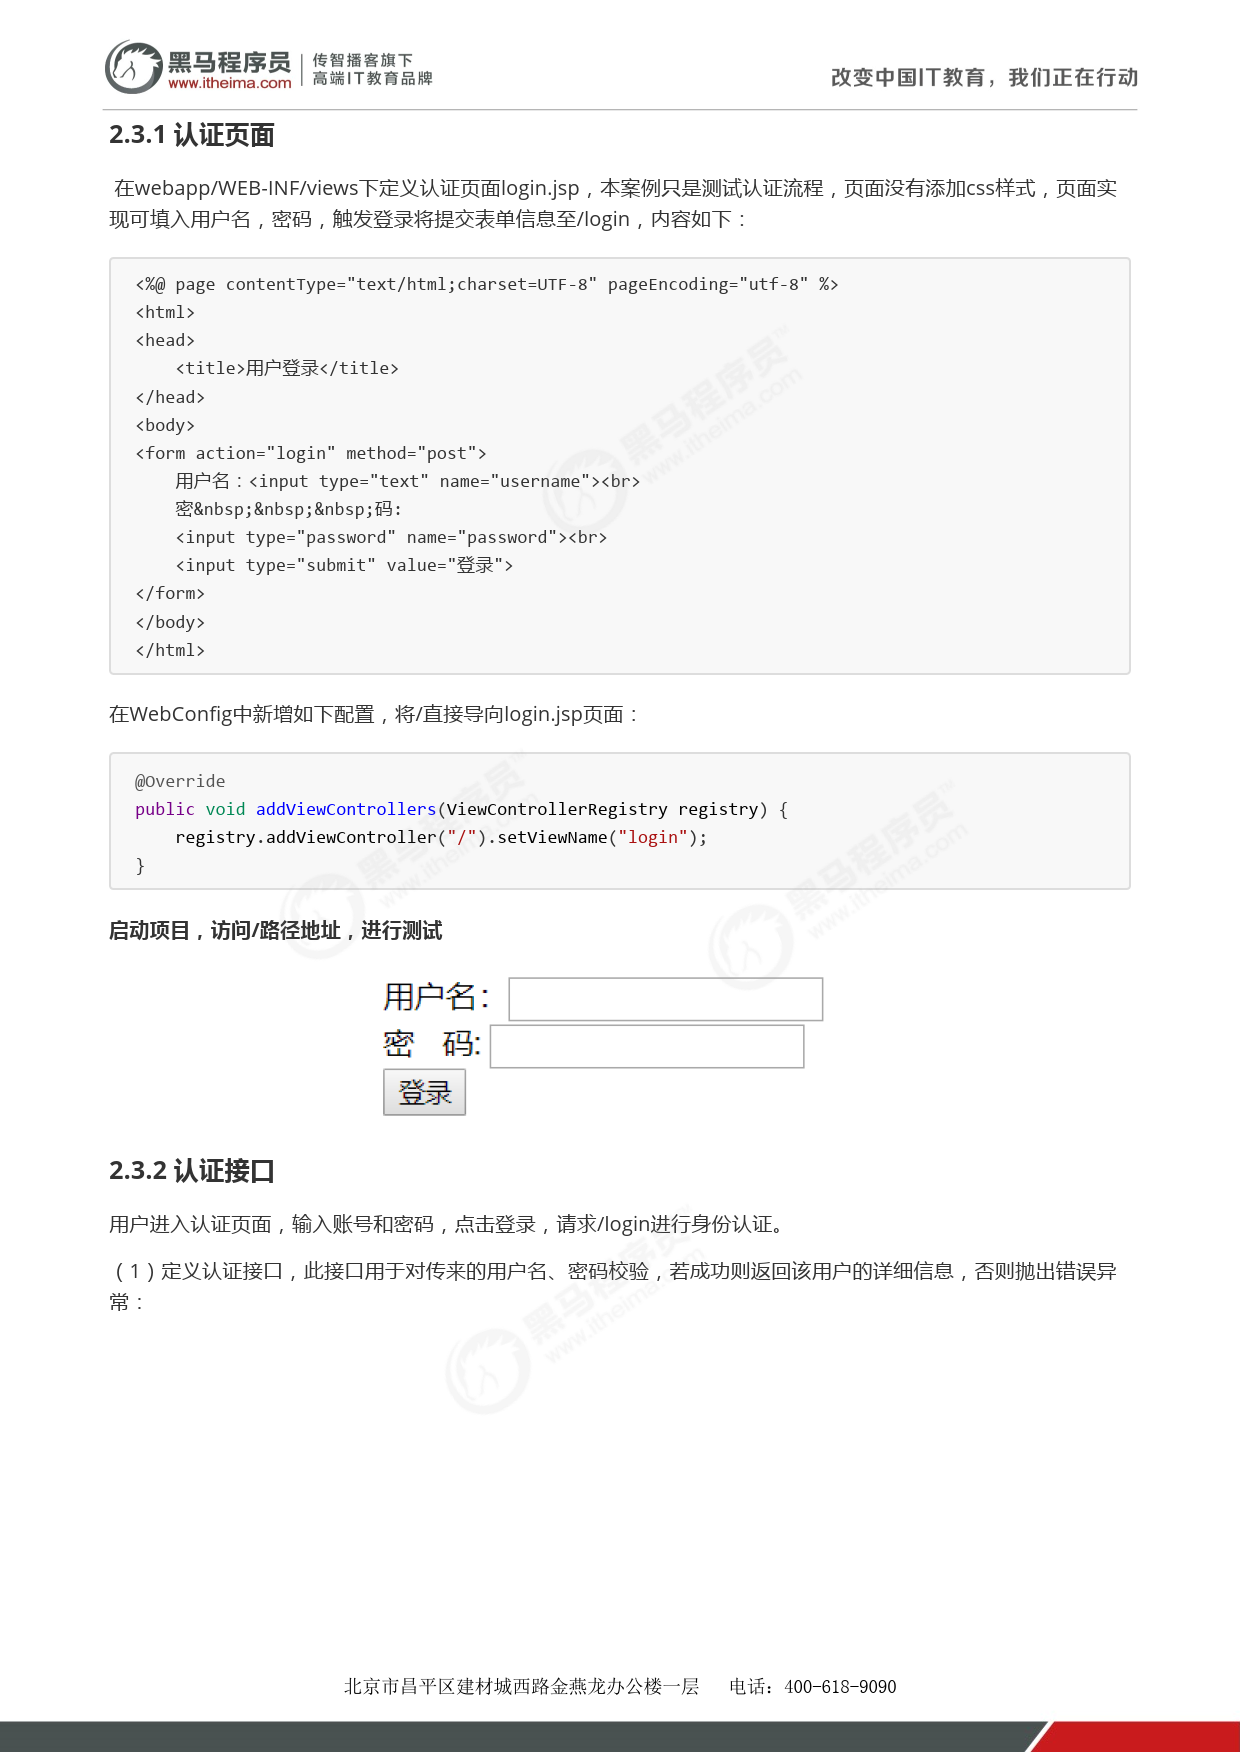 黑马程序员
www.itheima.com
传智播客旗下
高端IT教育品牌
改变中国IT教育，我们正在行动
2.3.1 认证页面
在webapp/WEB-INF/views下定义认证页面login.jsp，本案例只是测试认证流程，页面没有添加css样式，页面实
现可填入用户名，密码，触发登录将提交表单信息至/login，内容如下：
<%@ page contentType="text/html;charset=UTF-8" pageEncoding="utf-8" %>
<html>
<head>
    <title>用户登录</title>
</head>
<body>
<form action="login" method="post">
    用户名：<input type="text" name="username"><br>
    密&nbsp;&nbsp;&nbsp;码:
    <input type="password" name="password"><br>
    <input type="submit" value="登录">
</form>
</body>
</html>
在WebConfig中新增如下配置，将/直接导向login.jsp页面：
@Override
public void addViewControllers(ViewControllerRegistry registry) {
    registry.addViewController("/").setViewName("login");
}
启动项目，访问/路径地址，进行测试
用户名：
密 码:
登录
2.3.2 认证接口
用户进入认证页面，输入账号和密码，点击登录，请求/login进行身份认证。
（1）定义认证接口，此接口用于对传来的用户名、密码校验，若成功则返回该用户的详细信息，否则抛出错误异
常：
北京市昌平区建材城西路金燕龙办公楼一层 电话：400-618-9090